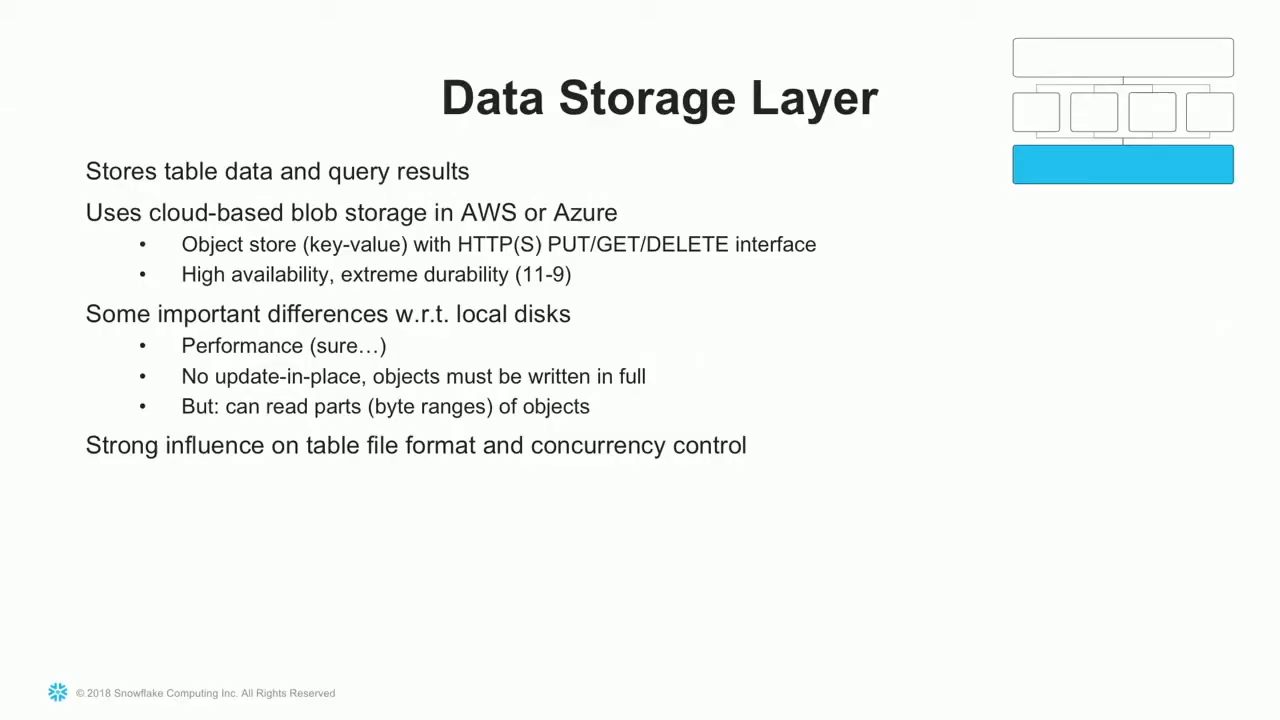 Data Storage Layer
Stores table data and query results
Uses cloud-based blob storage in AWS or Azure
• Object store (key-value) with HTTP(S) PUT/GET/DELETE interface
• High availability, extreme durability (11-9)
Some important differences w.r.t. local disks
• Performance (sure…)
• No update-in-place, objects must be written in full
• But: can read parts (byte ranges) of objects
Strong influence on table file format and concurrency control
© 2018 Snowflake Computing Inc. All Rights Reserved